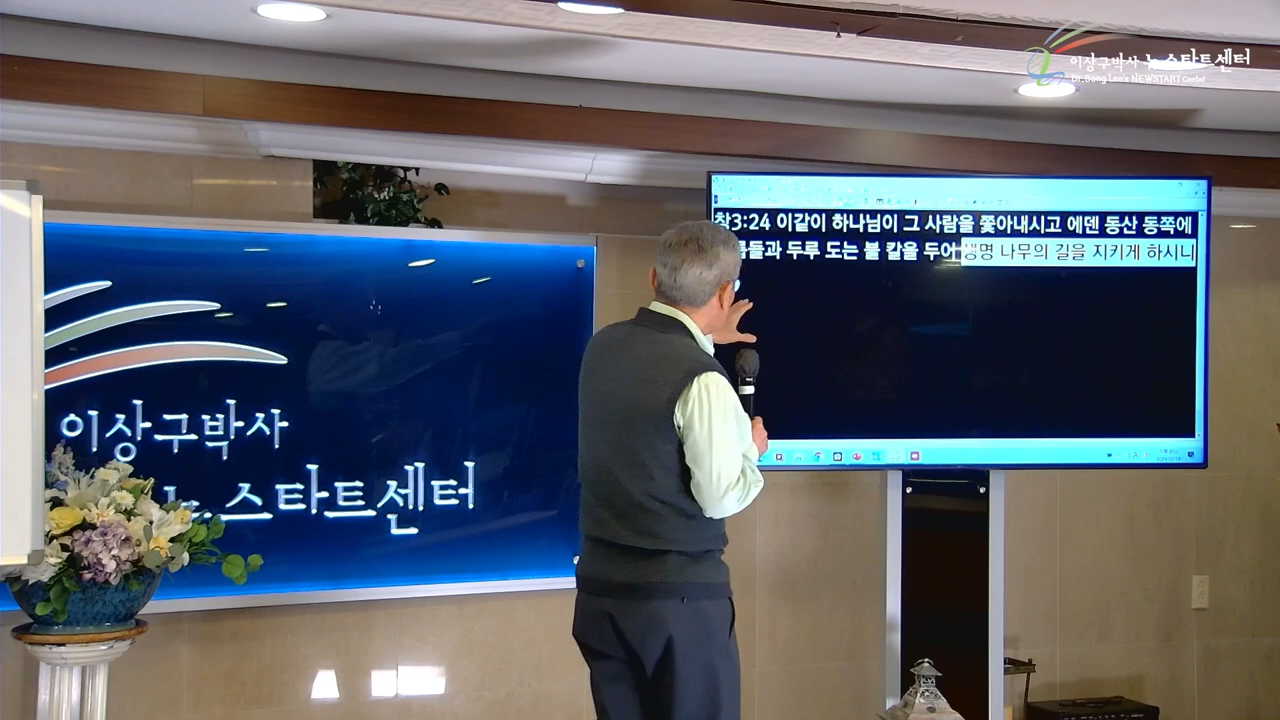 이상구박사 뉴스타트센터
Dr.Sang Lee's NEWSTART Center
창3:24 이같이 하나님이 그 사람을 쫓아내시고 에덴 동산 동쪽에
두루 도는 불 칼을 두어 생명 나무의 길을 지키게 하시니
이상구박사
뉴스타트센터